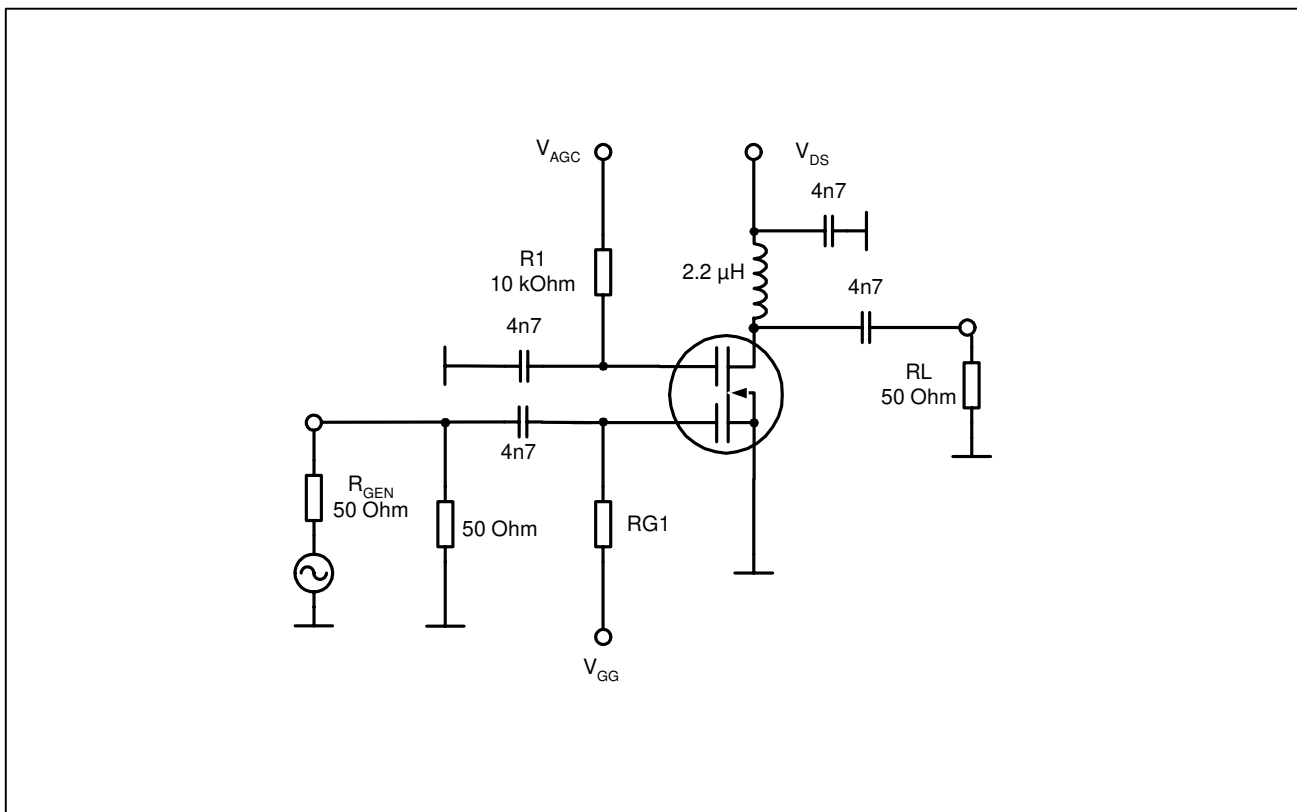 V_AGC
V_DS
4n7
R1
10 kOhm
2.2 µH
4n7
4n7
RL
50 Ohm
4n7
R_GEN
50 Ohm
50 Ohm
RG1
V_GG